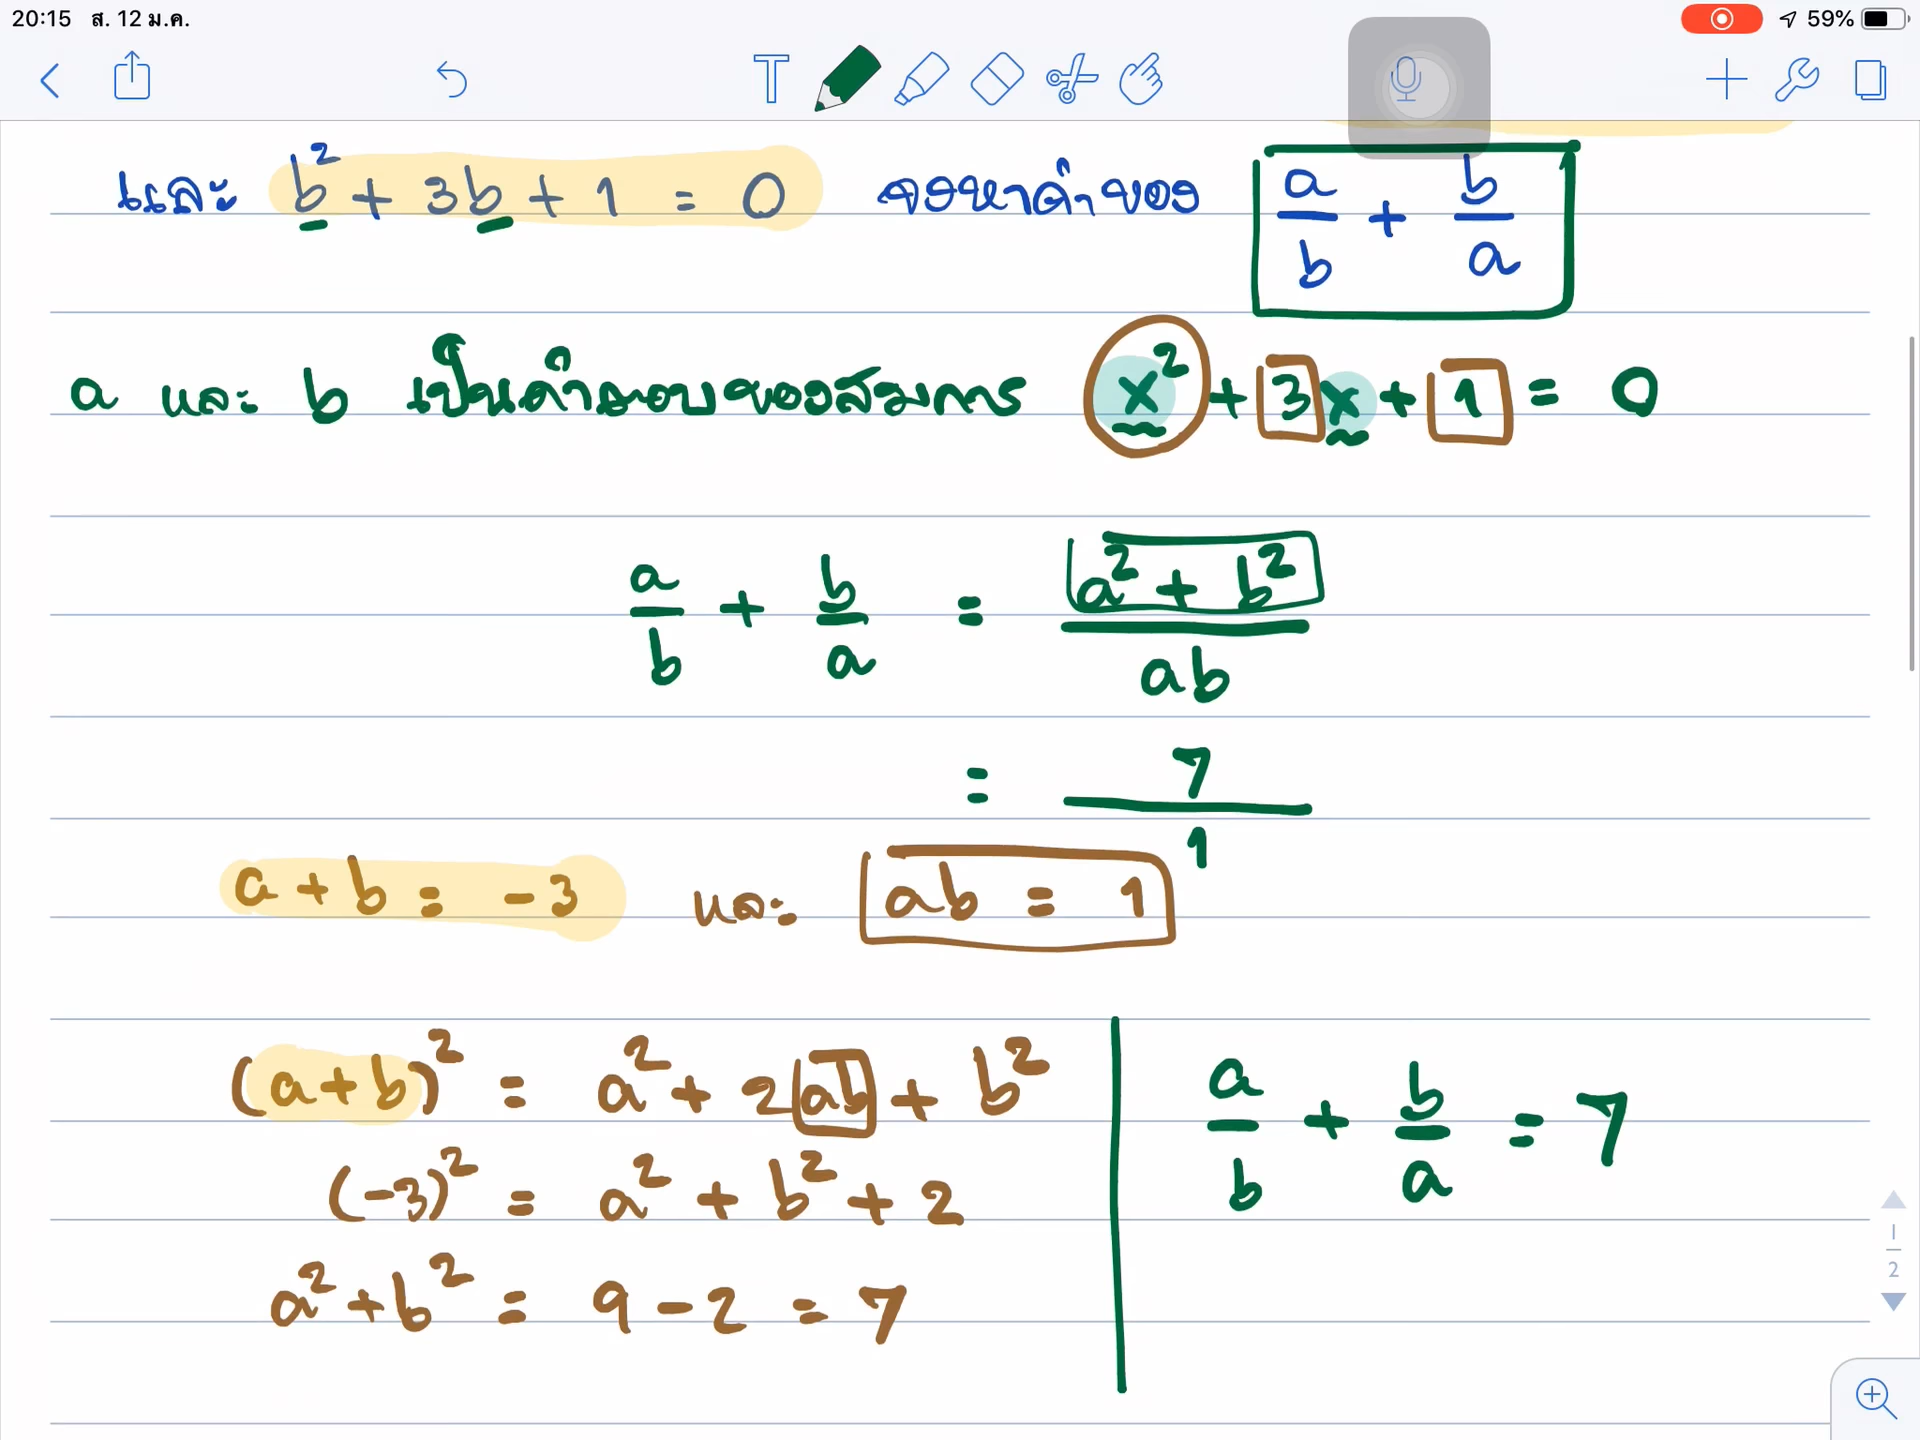 20:15 ส. 12 ม.ค. 59%
T
และ b² + 3b + 1 = 0 จงหาค่าของ a/b + b/a
a และ b เป็นคำตอบของสมการ x² + 3x + 1 = 0
a/b + b/a = a² + b² / ab
= 7/1
a + b = -3 และ ab = 1
(a+b)² = a² + 2ab + b²
a/b + b/a = 7
(-3)² = a² + b² + 2
a² + b² = 9 - 2 = 7
1
2